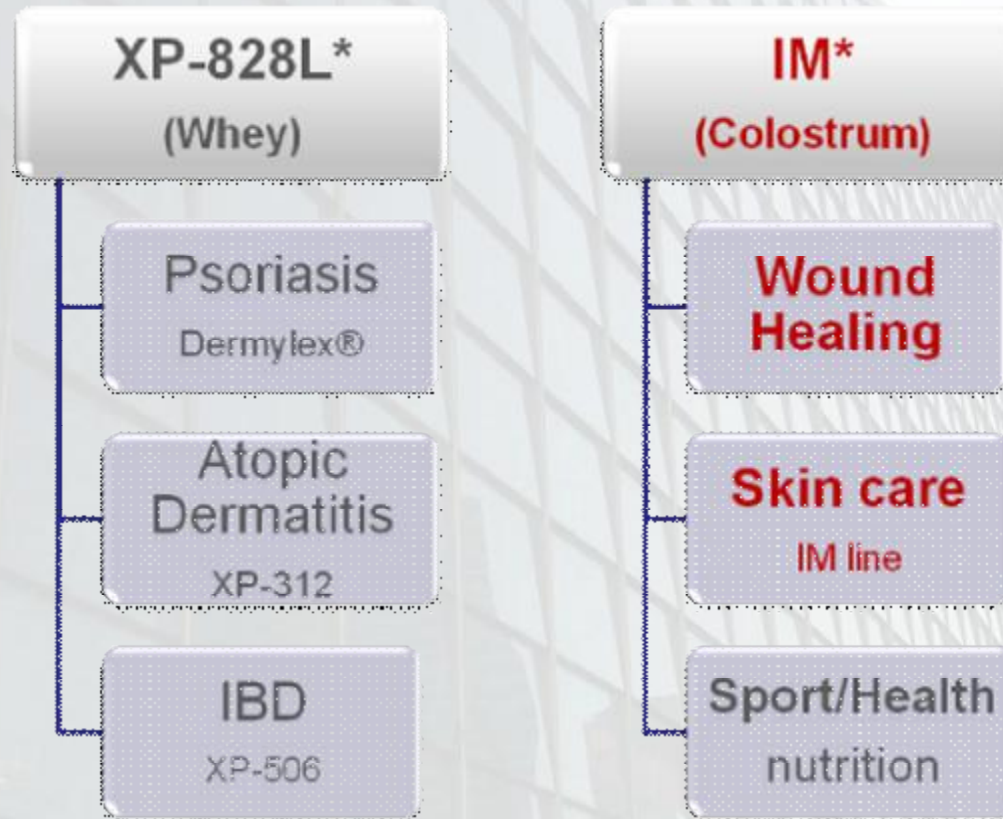 XP-828L*
(Whey)
Psoriasis
Dermylex®
Atopic
Dermatitis
XP-312
IBD
XP-506
IM*
(Colostrum)
Wound
Healing
Skin care
IM line
Sport/Health
nutrition